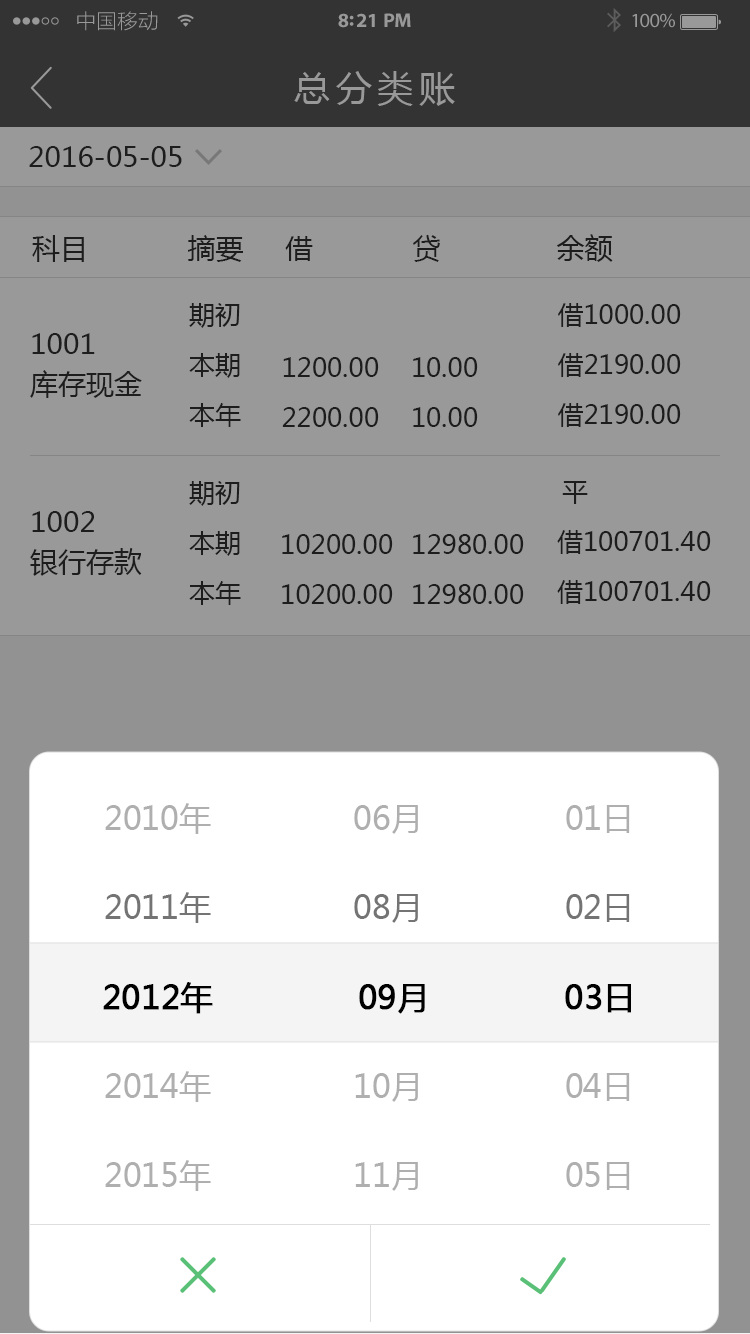 中国移动 8:21 PM 100%
总分类账
2016-05-05
科目 摘要 借 贷 余额
1001 库存现金
期初 借1000.00
本期 1200.00 10.00 借2190.00
本年 2200.00 10.00 借2190.00
1002 银行存款
期初 平
本期 10200.00 12980.00 借100701.40
本年 10200.00 12980.00 借100701.40
2010年 06月 01日
2011年 08月 02日
2012年 09月 03日
2014年 10月 04日
2015年 11月 05日